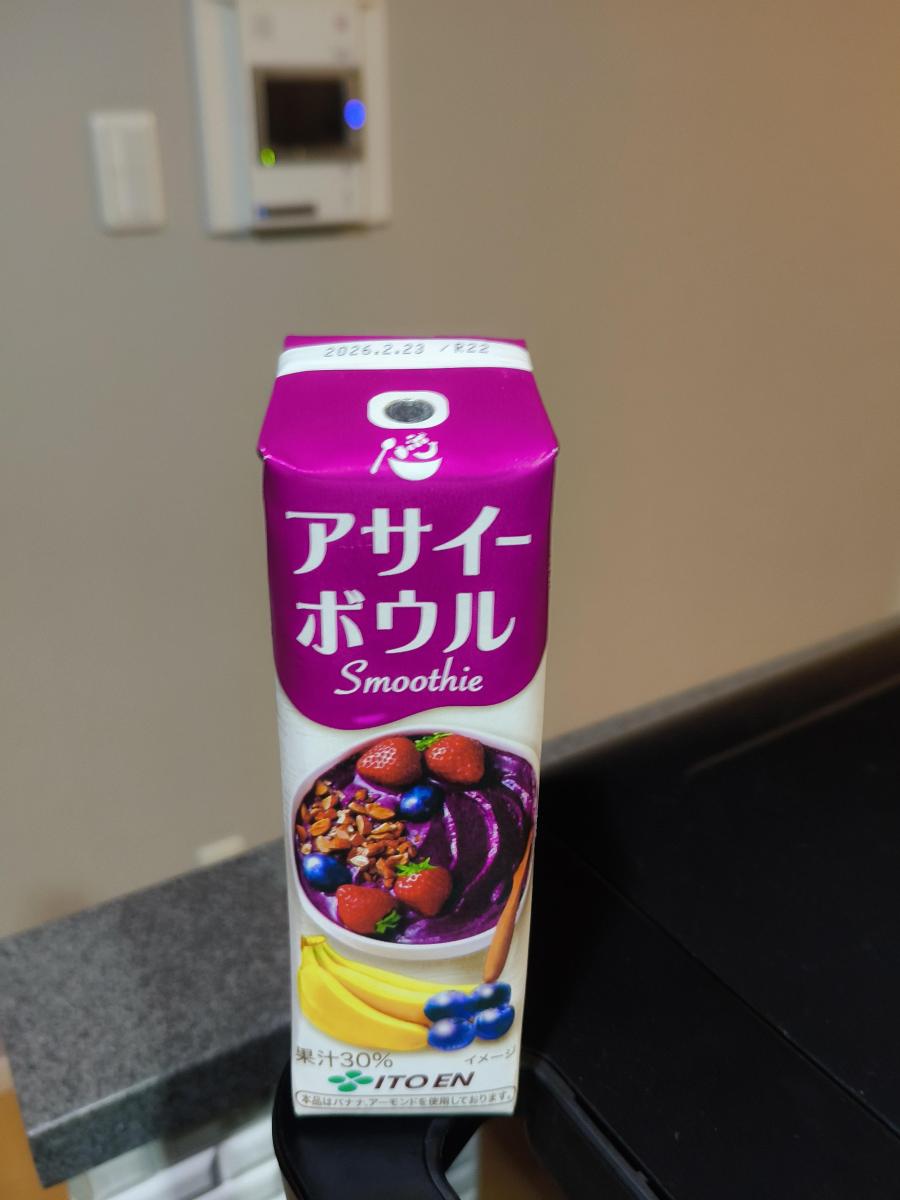 2026.2.23 /R22
アサイー
ボウル
Smoothie
果汁30%
イメージ
ITO EN
本品はバナナ、アーモンドを使用しております。